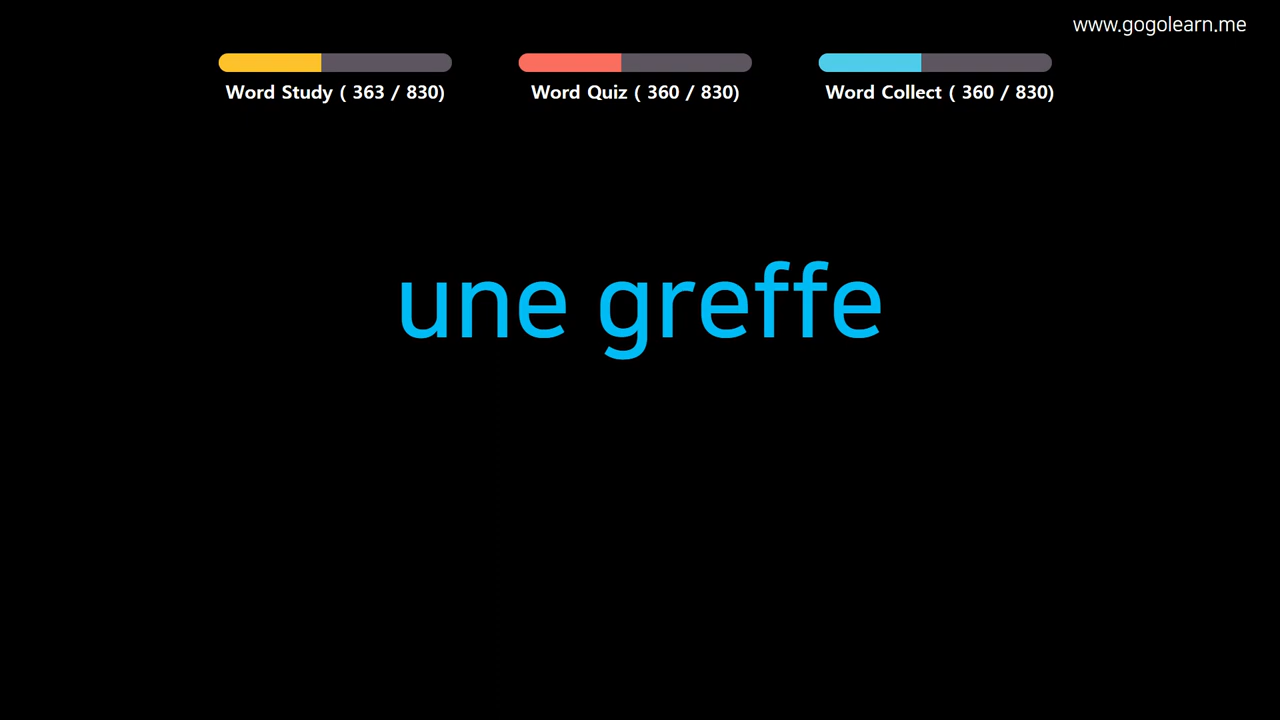 www.gogolearn.me
Word Study ( 363 / 830)
Word Quiz ( 360 / 830)
Word Collect ( 360 / 830)
une greffe